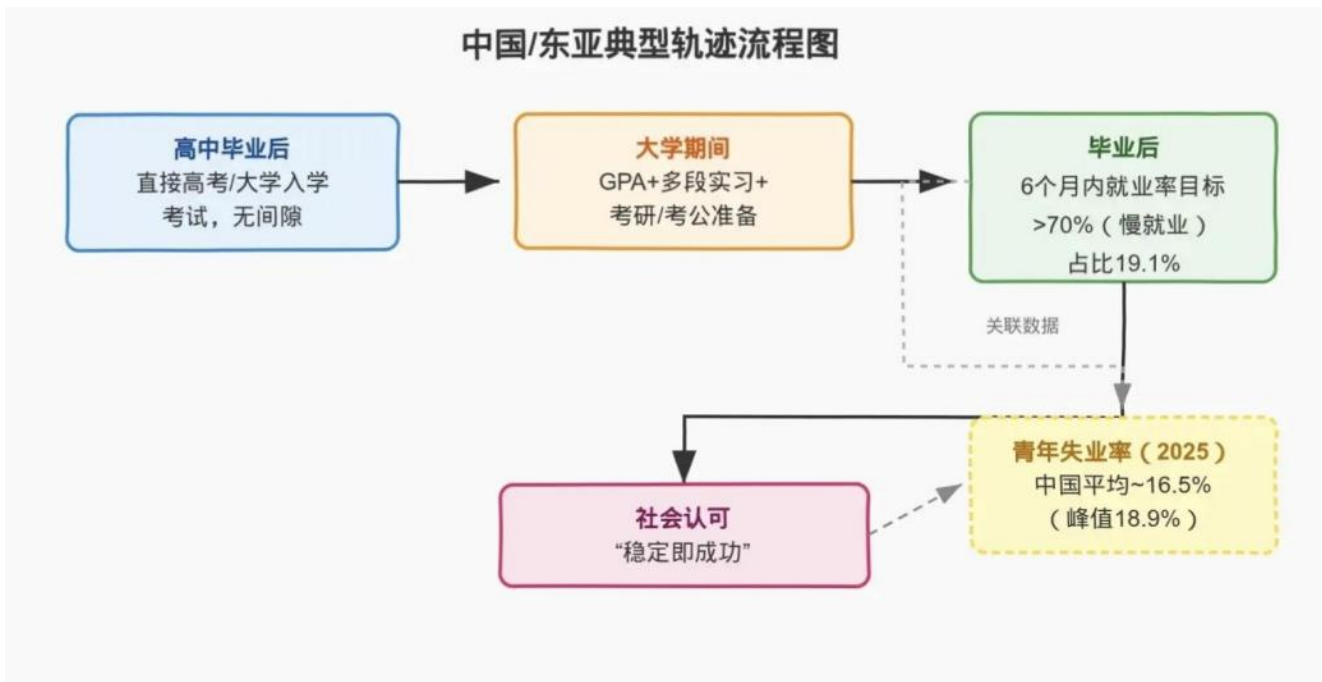 中国/东亚典型轨迹流程图
高中毕业后
直接高考/大学入学
考试，无间隙
大学期间
GPA+多段实习+
考研/考公准备
毕业后
6个月内就业率目标
>70%（慢就业）
占比19.1%
关联数据
青年失业率（2025）
中国平均~16.5%
（峰值18.9%）
社会认可
“稳定即成功”